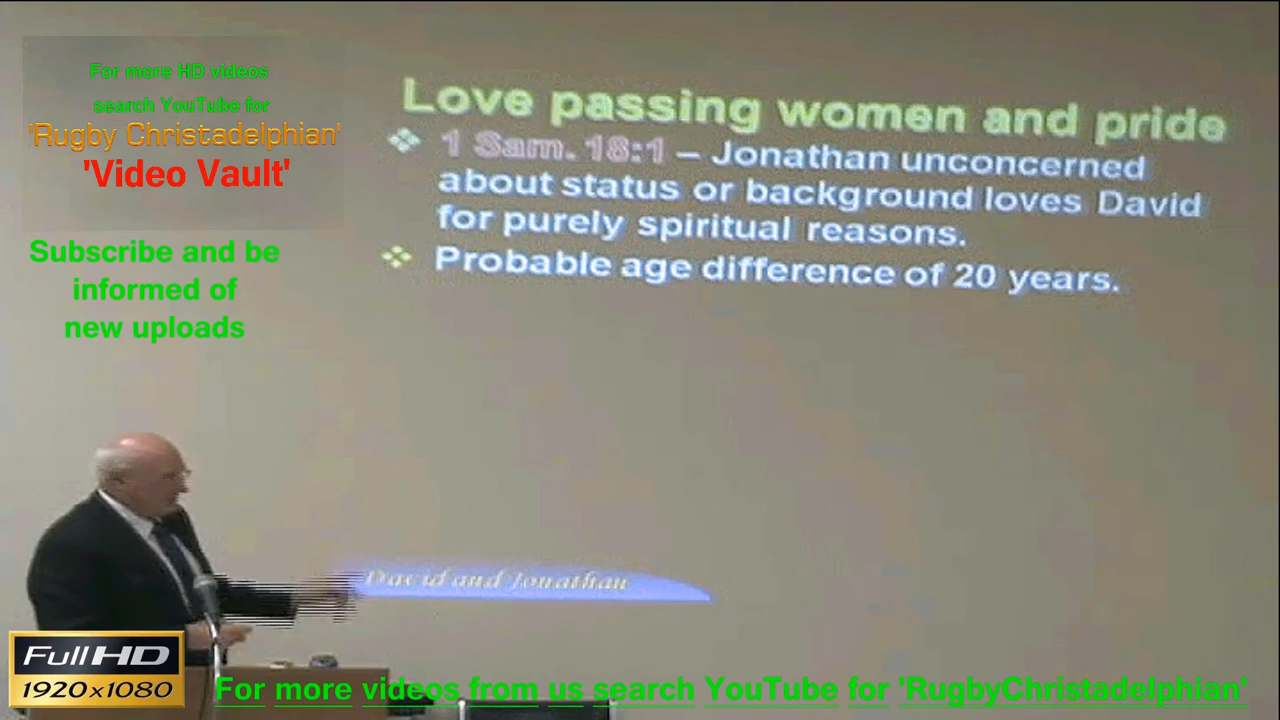 For more HD videos
search YouTube for
'Rugby Christadelphian'
'Video Vault'
Subscribe and be
informed of
new uploads
Love passing women and pride
1 Sam. 18:1 – Jonathan unconcerned
about status or background loves David
for purely spiritual reasons.
Probable age difference of 20 years.
David and Jonathan
Full HD
1920x1080
For more videos from us search YouTube for 'RugbyChristadelphian'